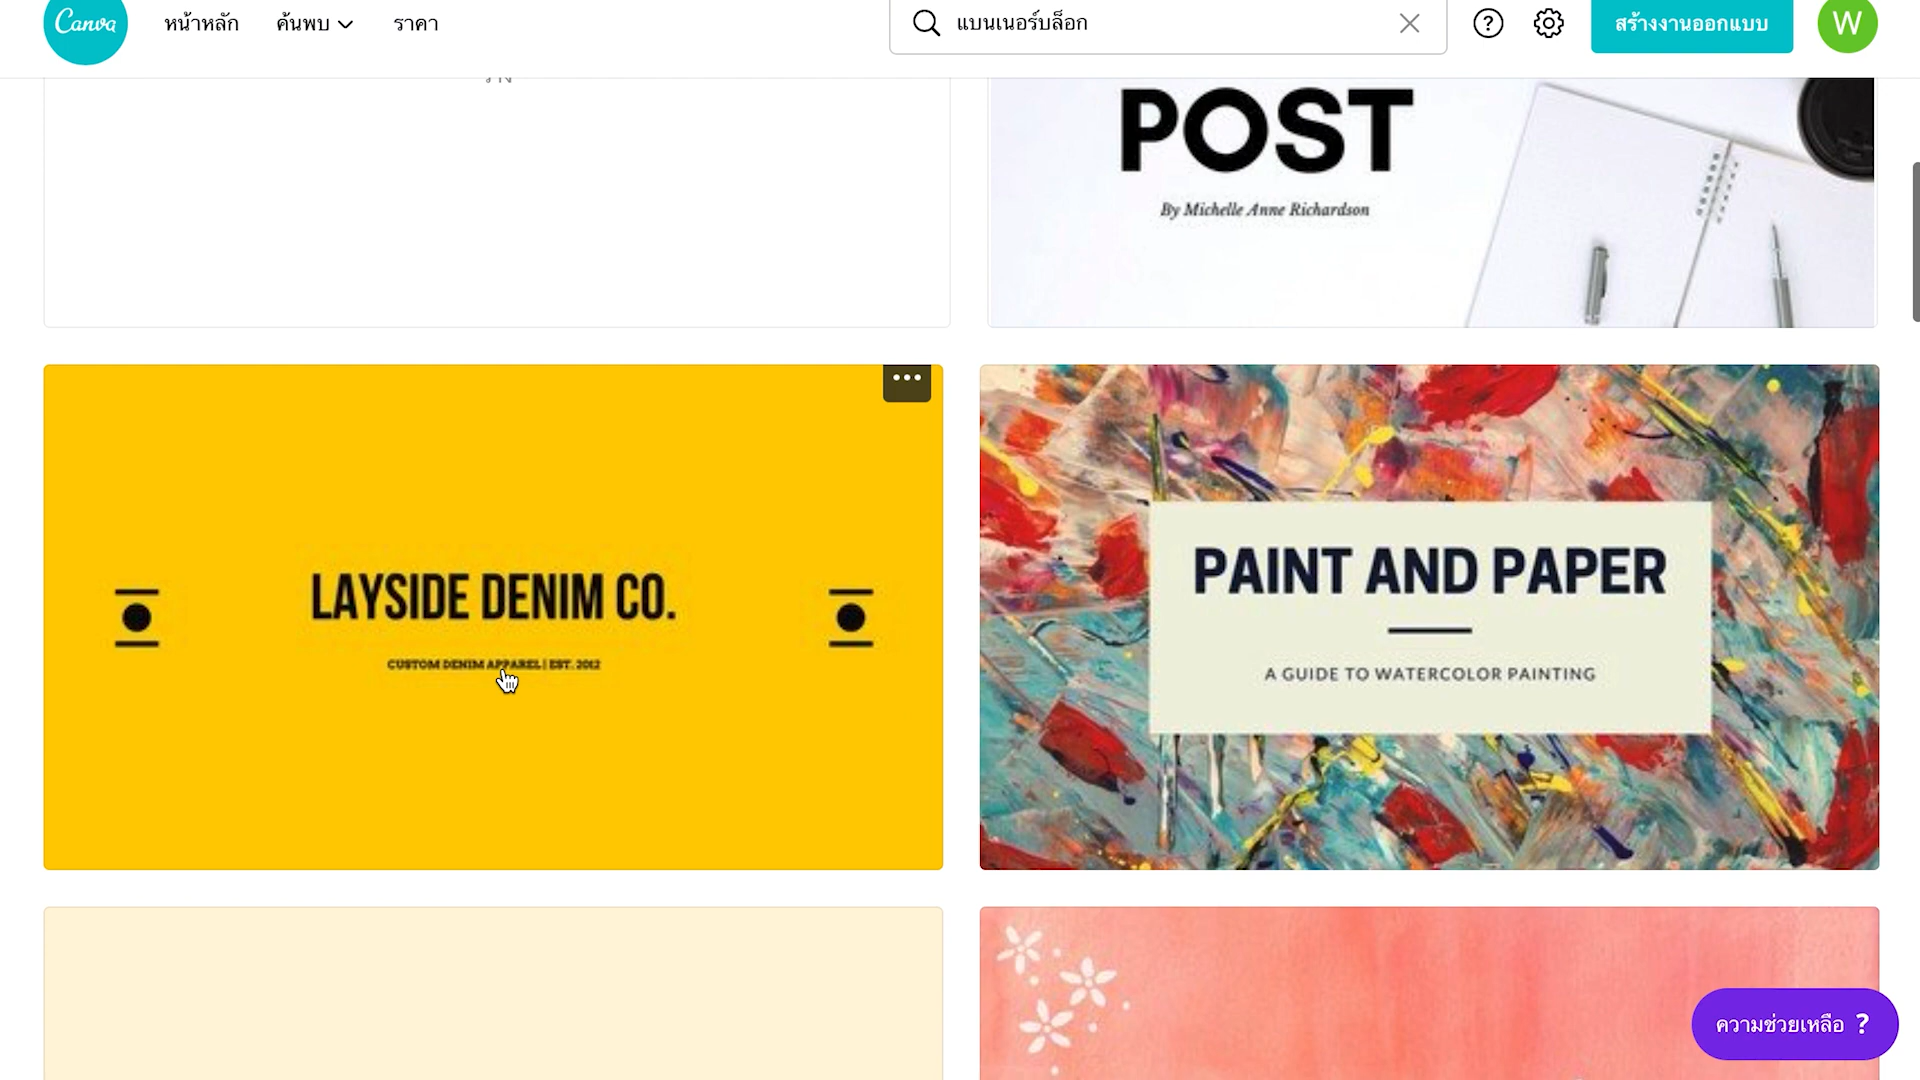 Canva
หน้าหลัก
ค้นพบ
ราคา
แบนเนอร์บล็อก
?
สร้างงานออกแบบ
W
POST
By Michelle Anne Richardson
LAYSIDE DENIM CO.
CUSTOM DENIM APPAREL | EST. 2012
PAINT AND PAPER
A GUIDE TO WATERCOLOR PAINTING
ความช่วยเหลือ ?